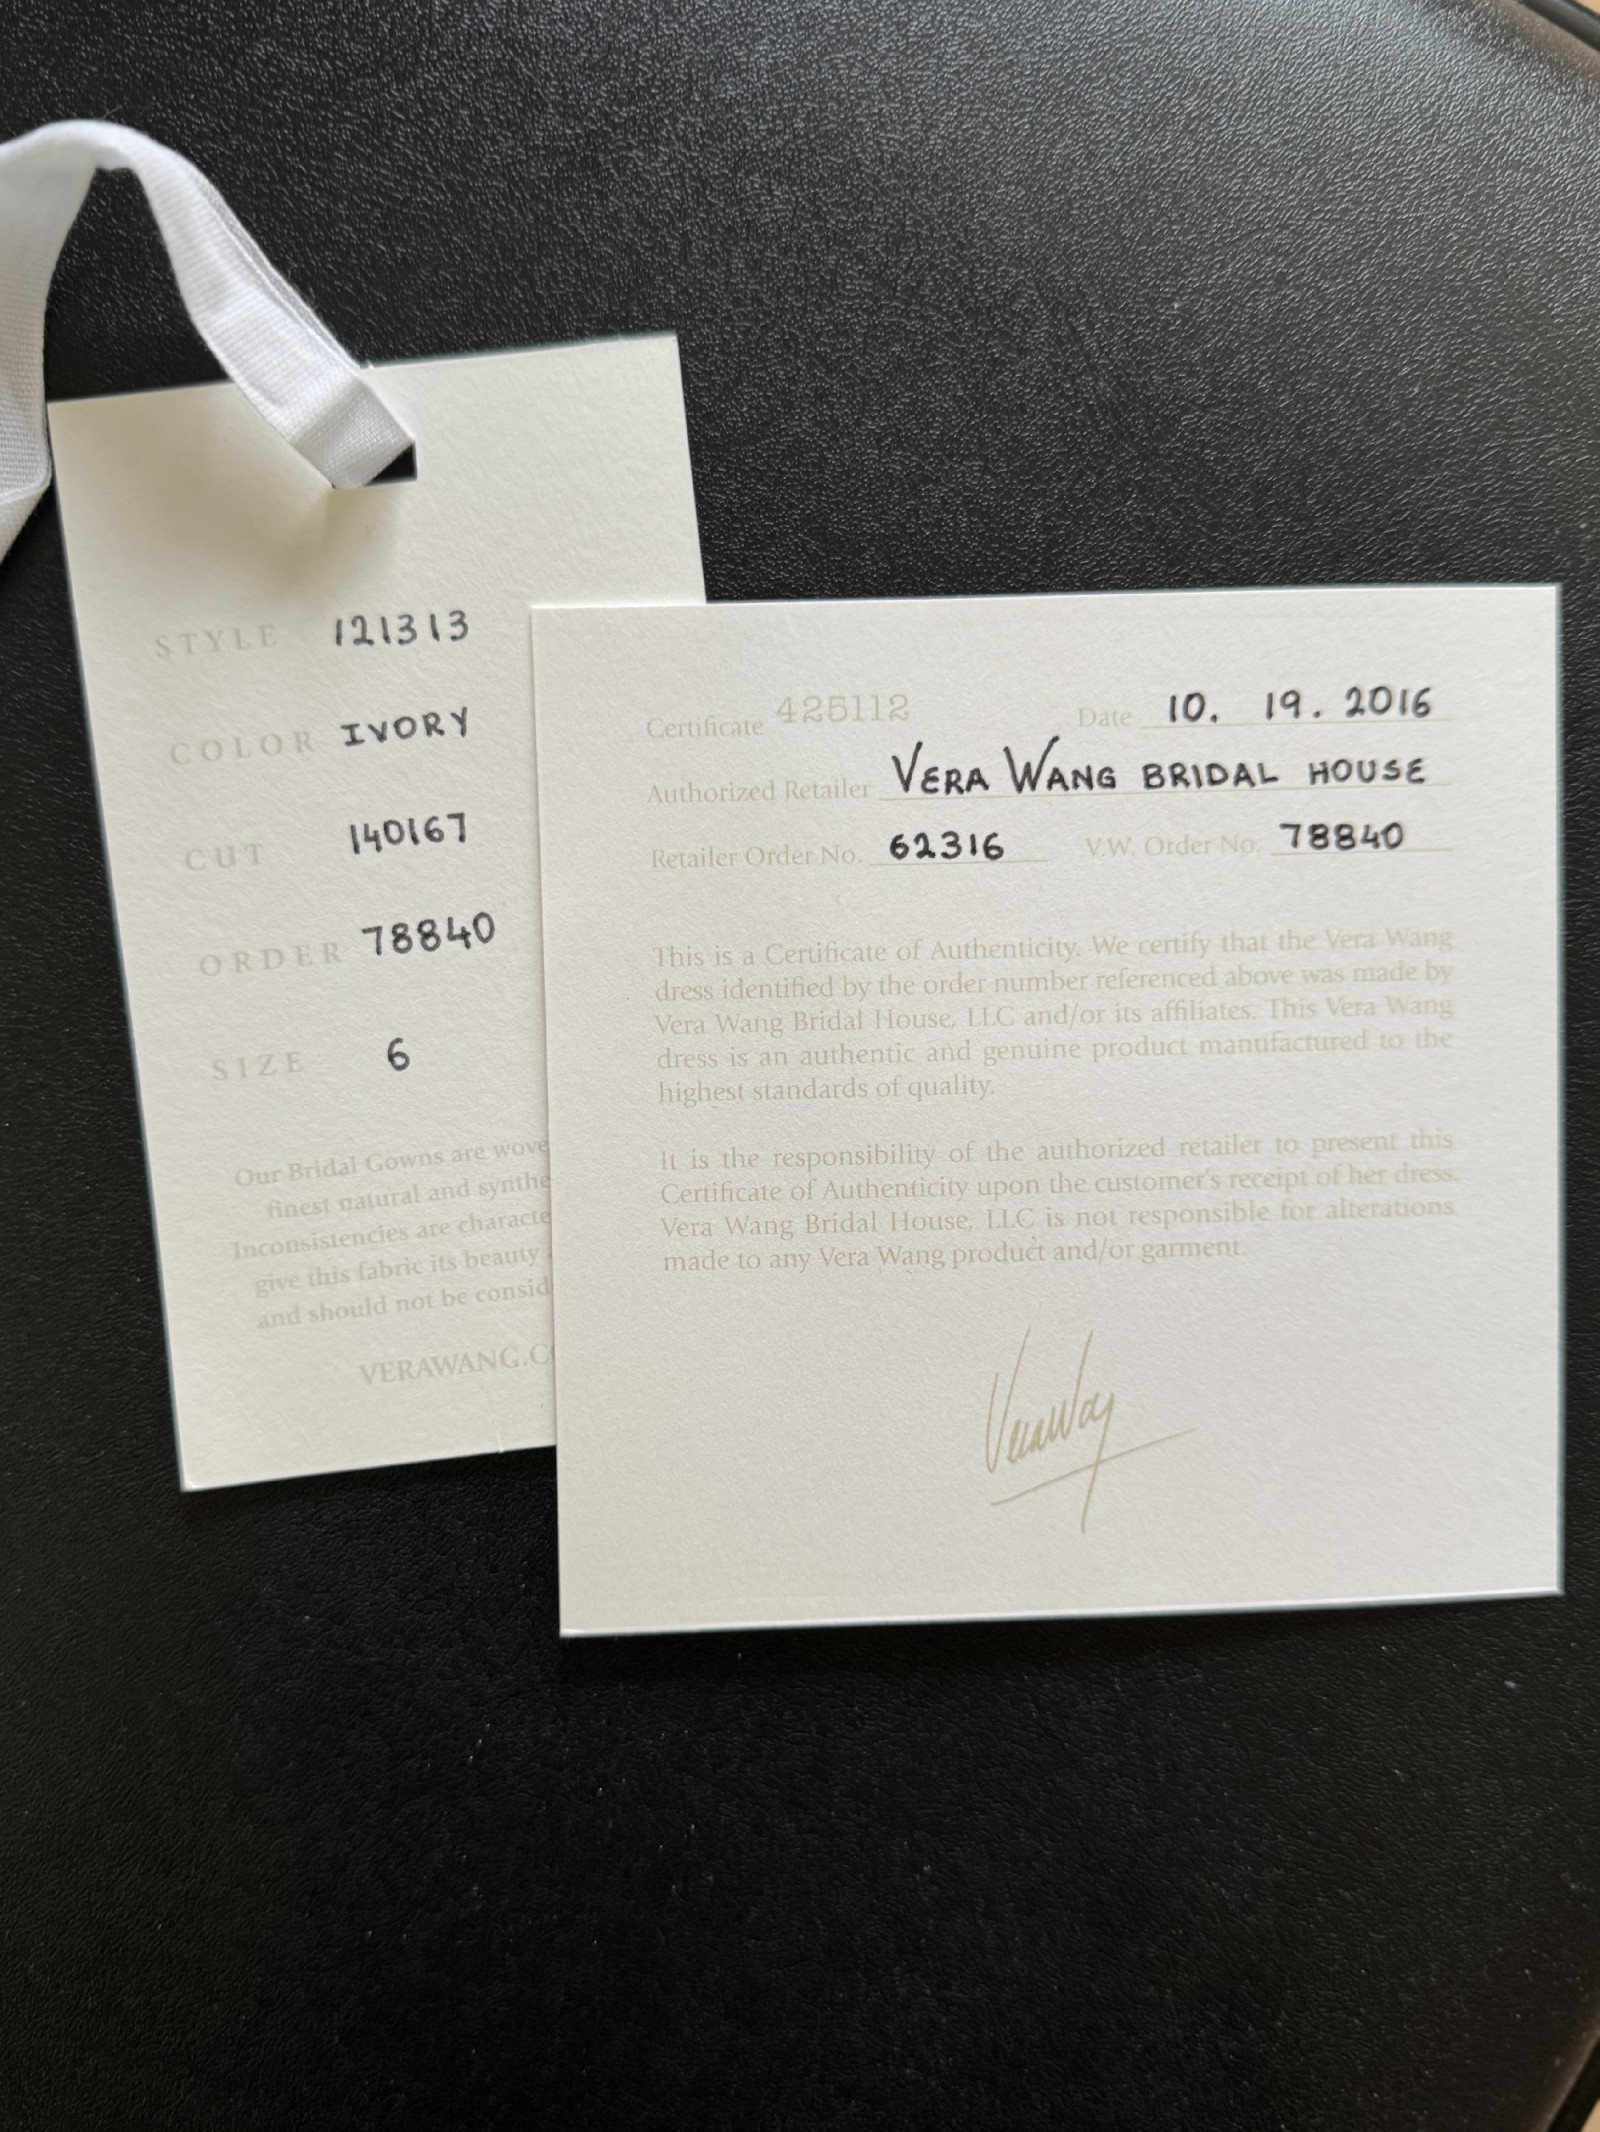 STYLE 121313
COLOR IVORY
CUT 140167
ORDER 78840
SIZE 6
Our Bridal Gowns are wove
finest natural and synthe
Inconsistencies are characte
give this fabric its beauty
and should not be consid
VERAWANG.C
Certificate 425112 Date 10. 19. 2016
Authorized Retailer VERA WANG BRIDAL HOUSE
Retailer Order No. 62316 V.W. Order No. 78840
This is a Certificate of Authenticity. We certify that the Vera Wang
dress identified by the order number referenced above was made by
Vera Wang Bridal House, LLC and/or its affiliates. This Vera Wang
dress is an authentic and genuine product manufactured to the
highest standards of quality.
It is the responsibility of the authorized retailer to present this
Certificate of Authenticity upon the customer's receipt of her dress.
Vera Wang Bridal House, LLC is not responsible for alterations
made to any Vera Wang product and/or garment.
Vera Wang